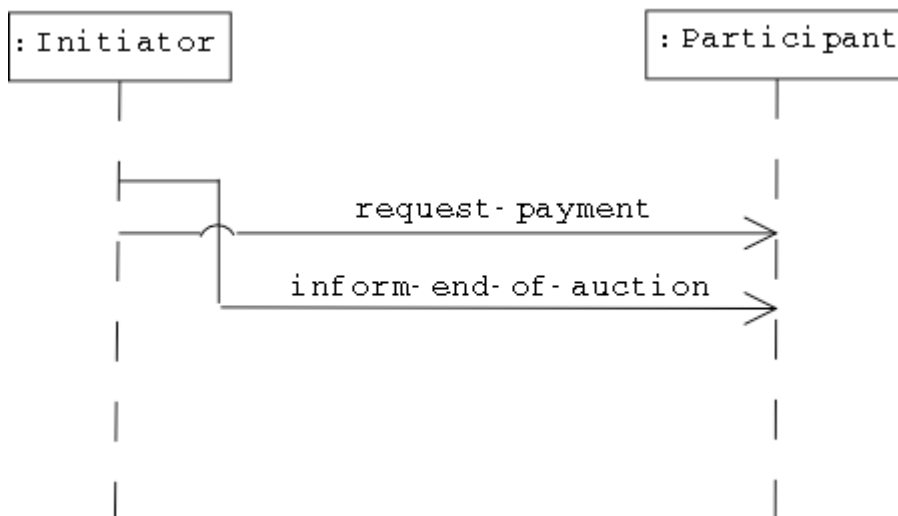 :Initiator
:Participant
request-payment
inform-end-of-auction